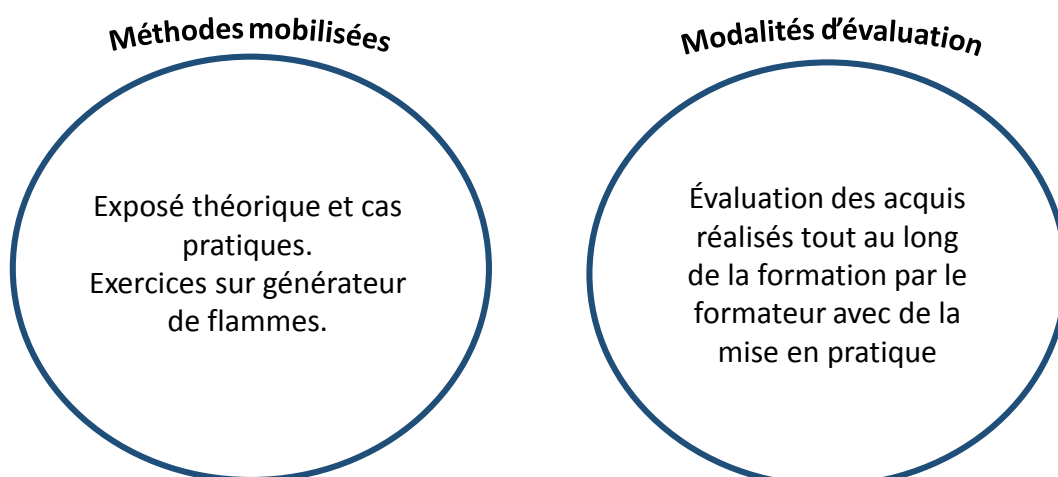 Méthodes mobilisées
Exposé théorique et cas
pratiques.
Exercices sur générateur
de flammes.
Modalités d'évaluation
Évaluation des acquis
réalisés tout au long
de la formation par le
formateur avec de la
mise en pratique